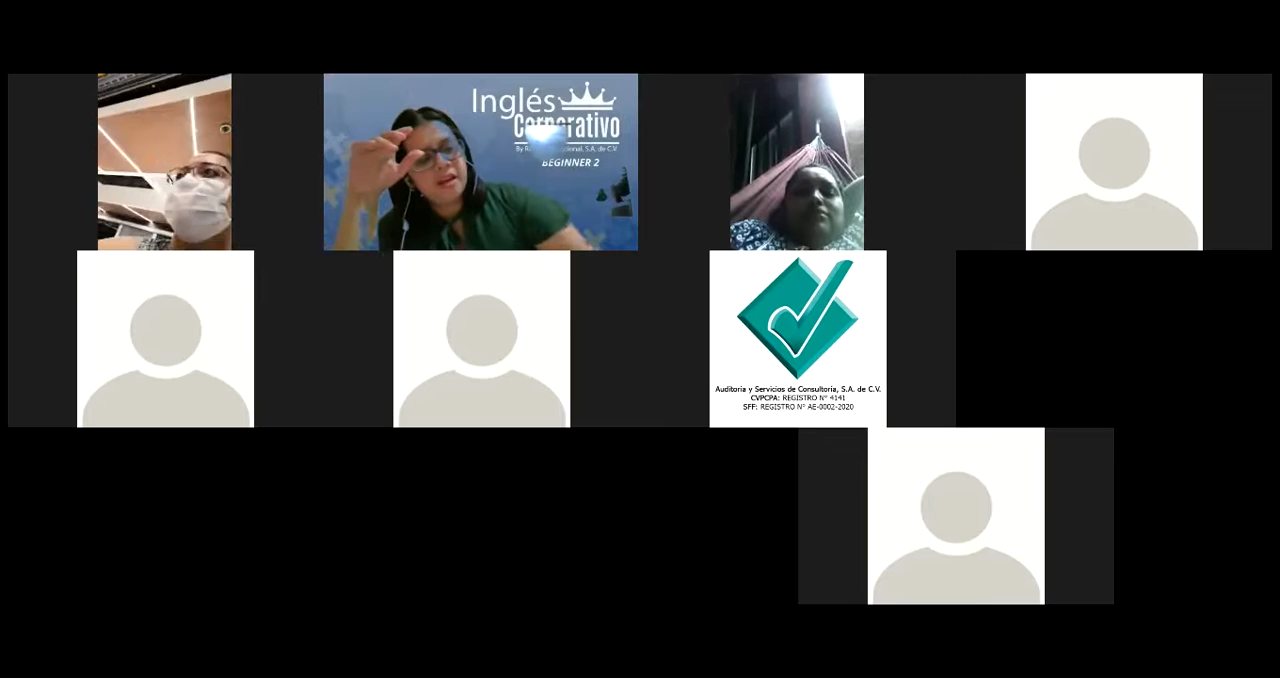 Inglés
Corporativo
BEGINNER 2
Auditoría y Servicios de Consultoría, S.A. de C.V.
CVPCPA: REGISTRO N° 4141
SFF: REGISTRO N° AE-0002-2020